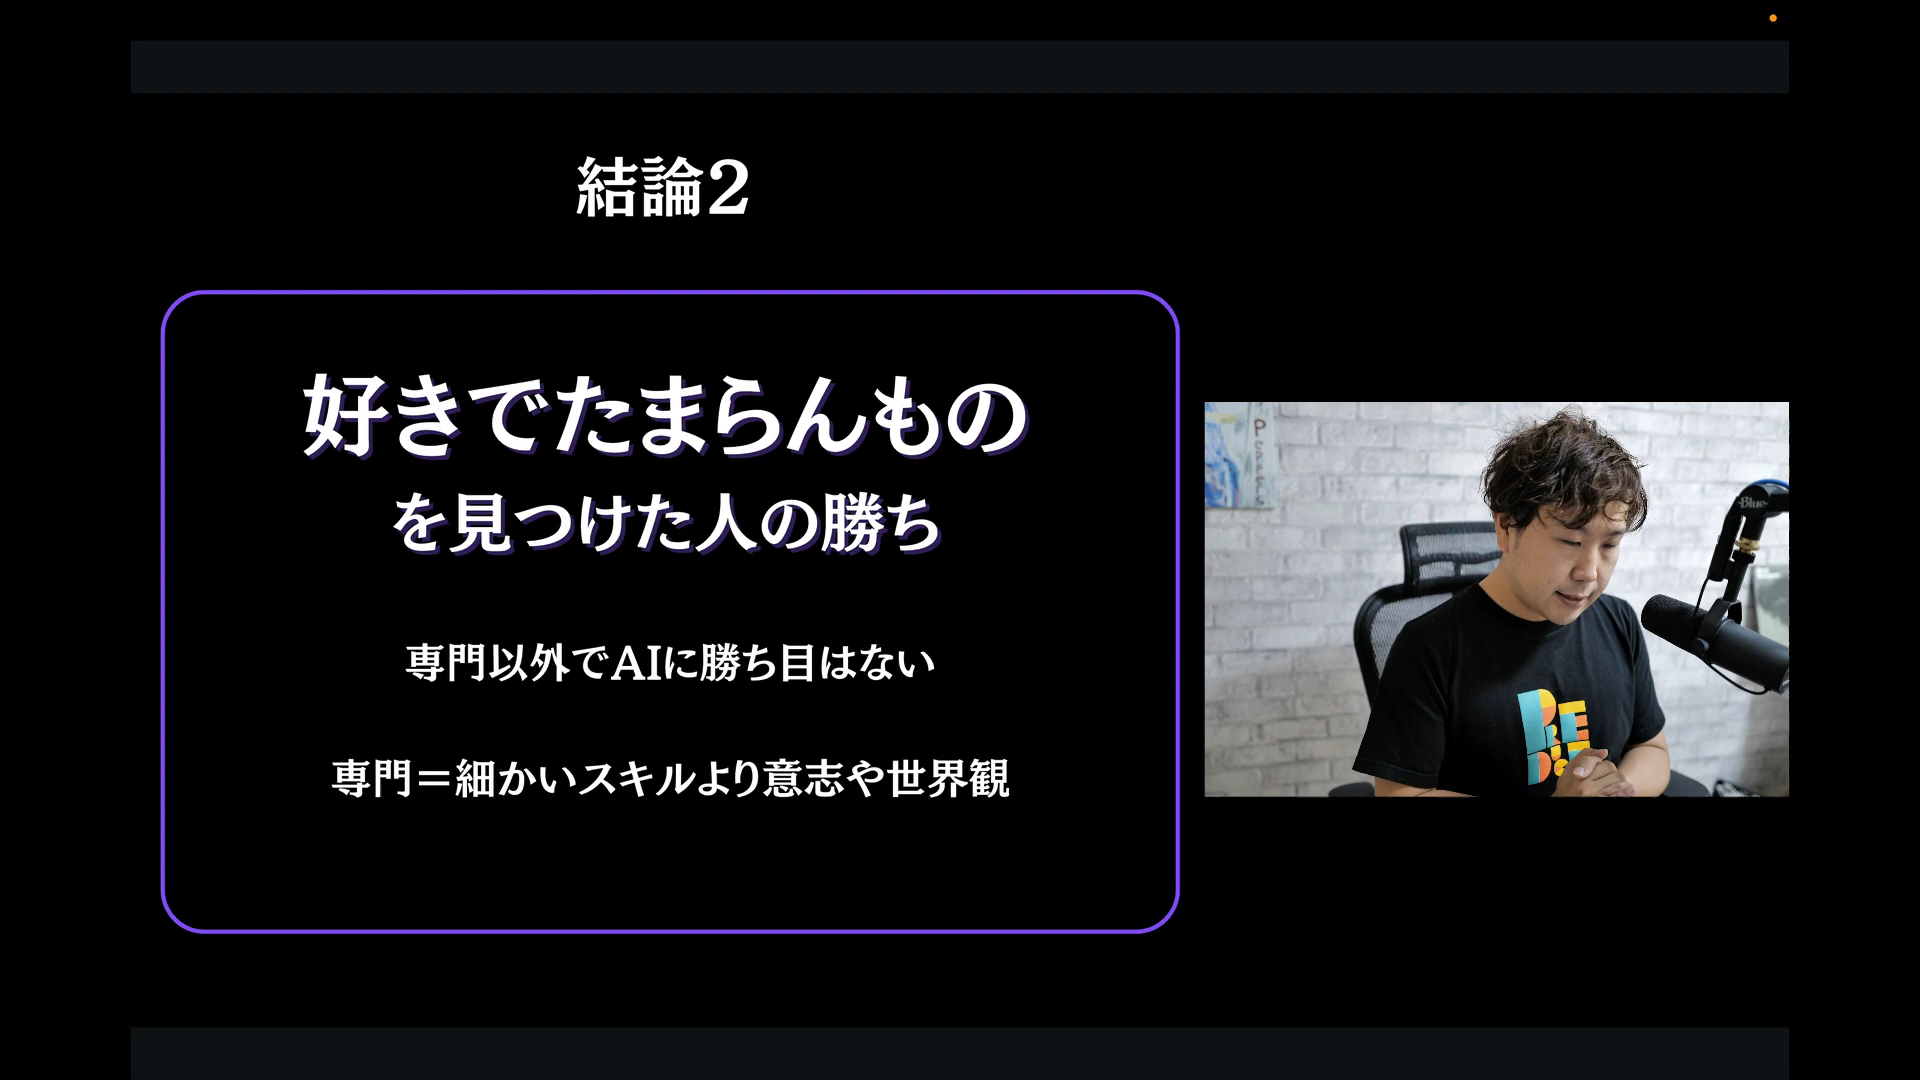 結論2
好きでたまらんもの
を見つけた人の勝ち
専門以外でAIに勝ち目はない
専門＝細かいスキルより意志や世界観
Blue